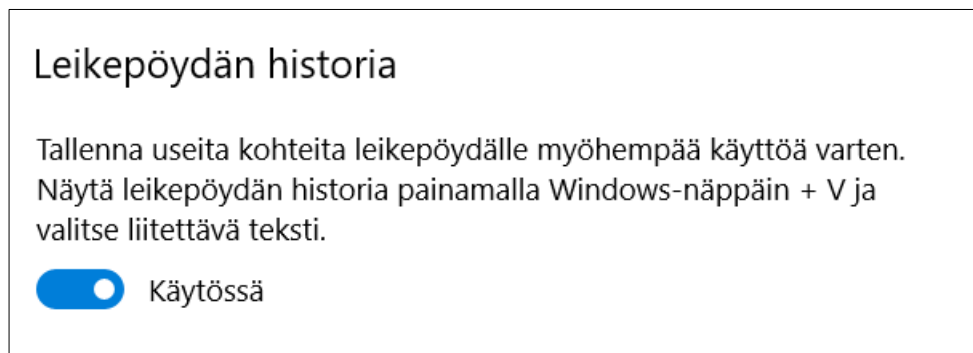 Leikepöydän historia
Tallenna useita kohteita leikepöydälle myöhempää käyttöä varten.
Näytä leikepöydän historia painamalla Windows-näppäin + V ja
valitse liitettävä teksti.
Käytössä